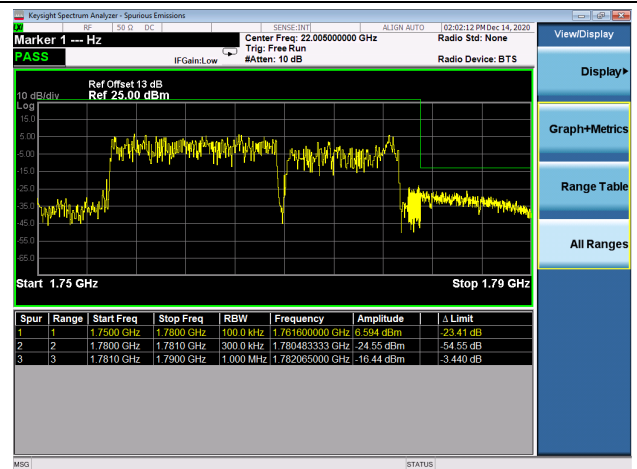 Keysight Spectrum Analyzer - Spurious Emissions
LXI RF 50 Ω DC SENSE:INT ALIGN AUTO 02:02:12 PM Dec 14, 2020
Marker 1 --- Hz Center Freq: 22.005000000 GHz Radio Std: None
Trig: Free Run
PASS IFGain:Low #Atten: 10 dB Radio Device: BTS
Ref Offset 13 dB
10 dB/div Ref 25.00 dBm
Log
15.0
5.00
-5.00
-15.0
-25.0
-35.0
-45.0
-55.0
-65.0
Start 1.75 GHz Stop 1.79 GHz
Spur Range Start Freq Stop Freq RBW Frequency Amplitude Δ Limit
1 1 1.7500 GHz 1.7800 GHz 100.0 kHz 1.761600000 GHz 6.594 dBm -23.41 dB
2 2 1.7800 GHz 1.7810 GHz 300.0 kHz 1.780483333 GHz -24.55 dBm -54.55 dB
3 3 1.7810 GHz 1.7900 GHz 1.000 MHz 1.782065000 GHz -16.44 dBm -3.440 dB
View/Display
Display
Graph+Metrics
Range Table
All Ranges
MSG STATUS